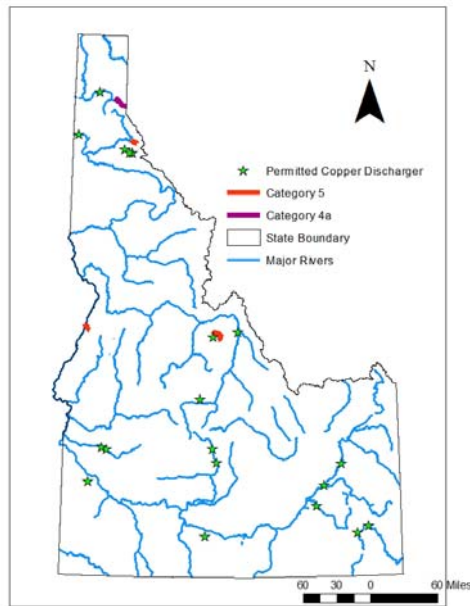 N
Permitted Copper Discharger
Category 5
Category 4a
State Boundary
Major Rivers
60 30 0 60 Miles